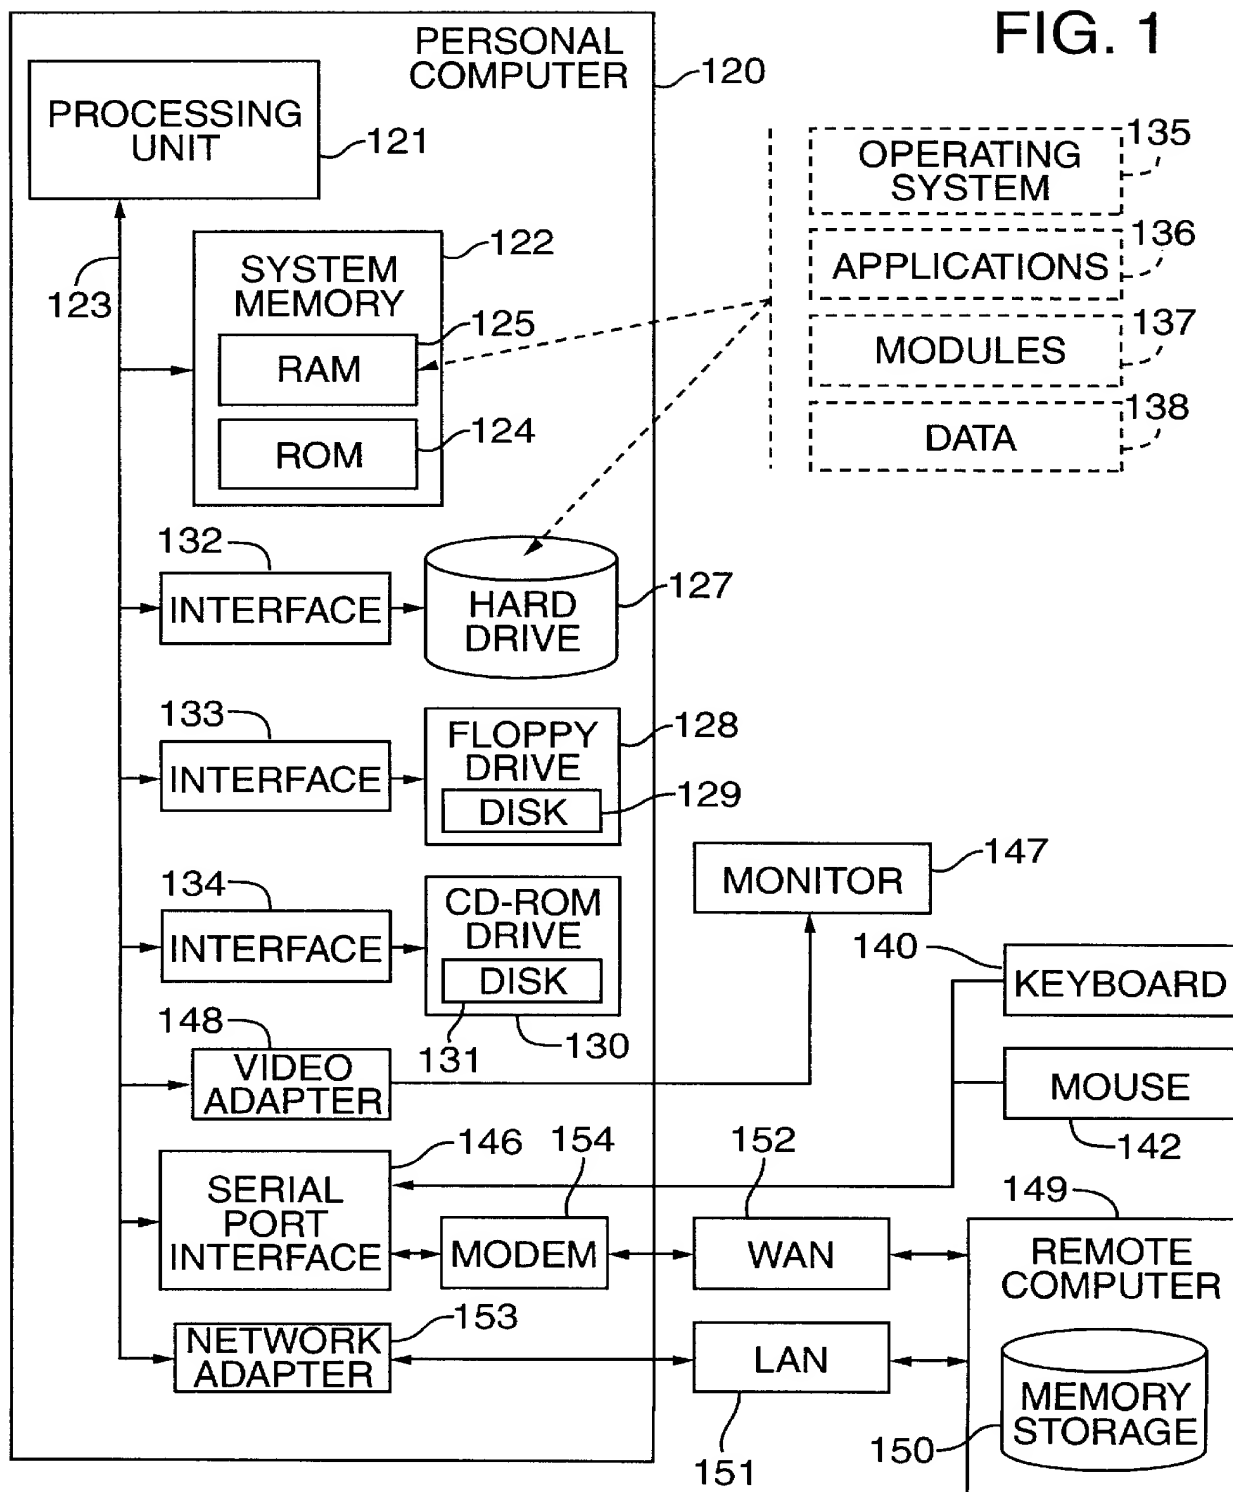 FIG. 1
PERSONAL
COMPUTER
120
PROCESSING
UNIT
121
135
OPERATING
SYSTEM
136
APPLICATIONS
137
MODULES
138
DATA
123
122
SYSTEM
MEMORY
125
RAM
124
ROM
132
INTERFACE
HARD
DRIVE
127
133
INTERFACE
FLOPPY
DRIVE
128
DISK
129
134
INTERFACE
CD-ROM
DRIVE
DISK
131
130
MONITOR
147
140
KEYBOARD
MOUSE
142
148
VIDEO
ADAPTER
146
SERIAL
PORT
INTERFACE
154
MODEM
152
WAN
149
REMOTE
COMPUTER
153
NETWORK
ADAPTER
LAN
151
MEMORY
STORAGE
150